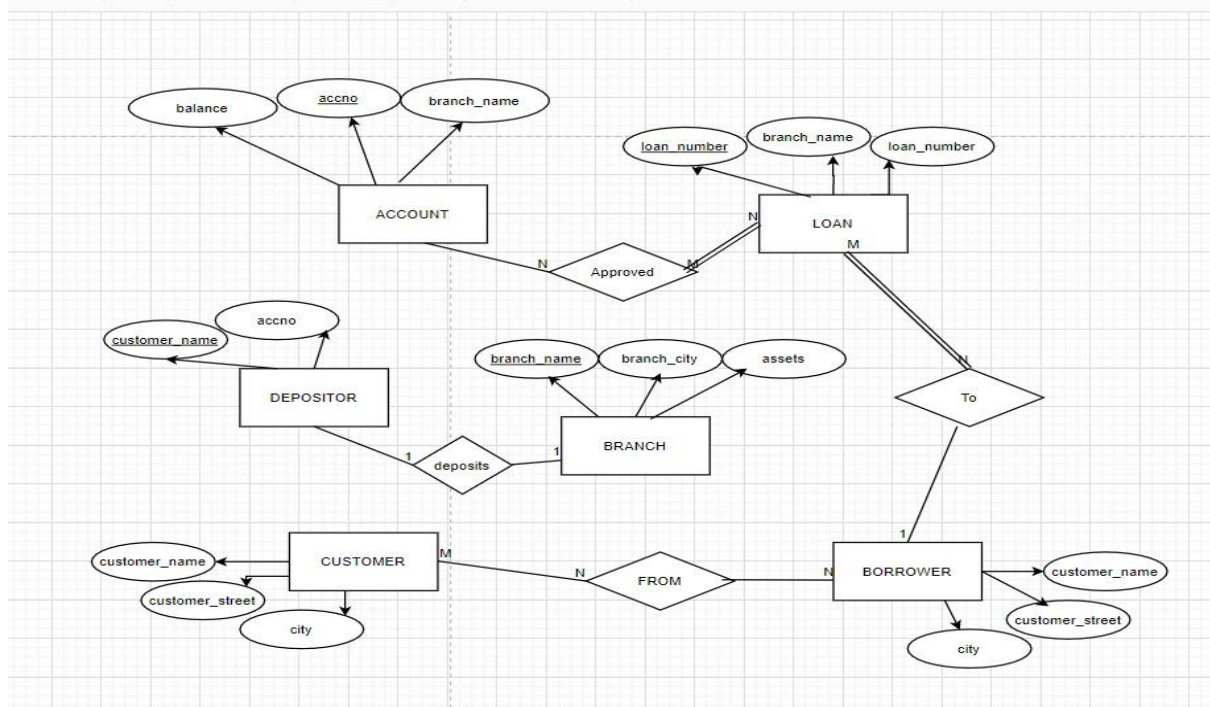 balance
accno
branch_name
loan_number
branch_name
loan_number
ACCOUNT
LOAN
N
M
N
M
Approved
N
customer_name
accno
branch_name
branch_city
assets
DEPOSITOR
BRANCH
To
1
deposits
1
N
CUSTOMER
customer_name
customer_street
city
M
N
FROM
N
1
BORROWER
customer_name
customer_street
city